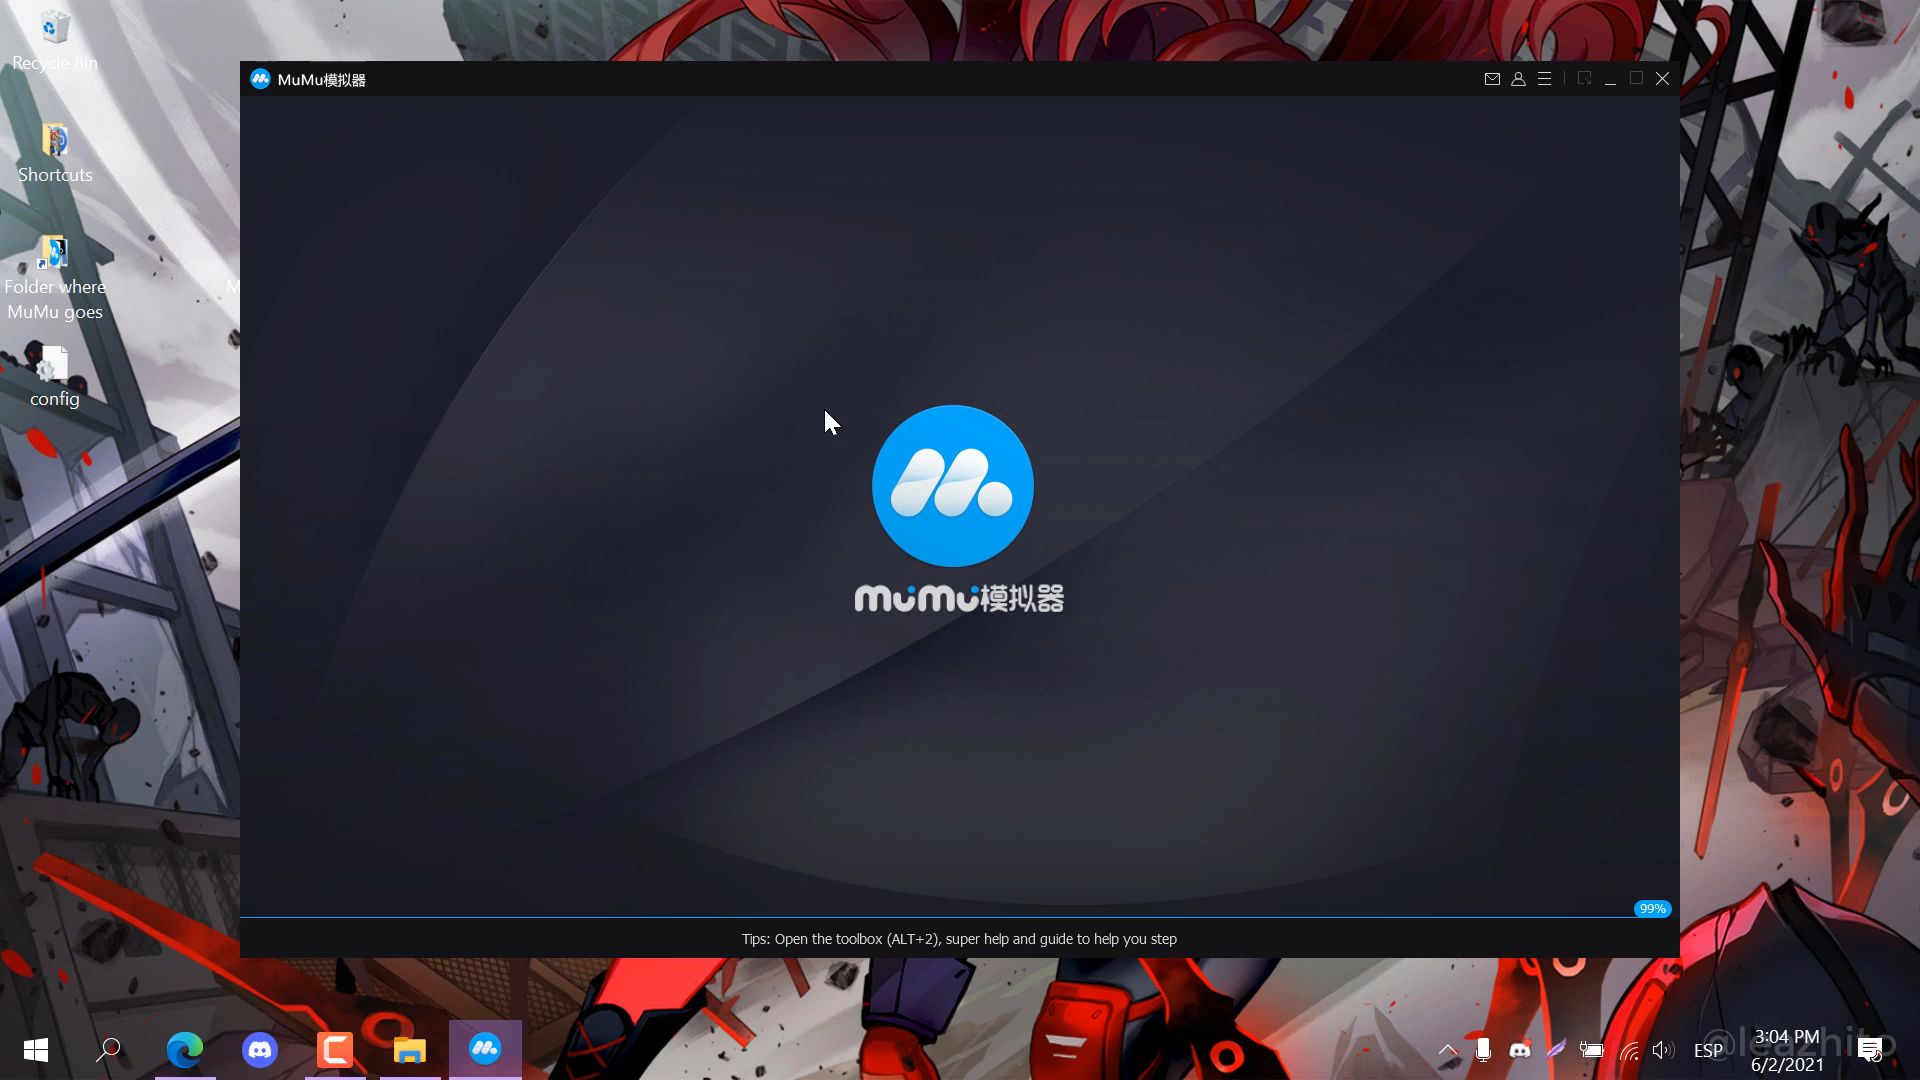 Recycle Bin
Shortcuts
Folder where
MuMu goes
config
M
MuMu模拟器
MuMu模拟器
99%
Tips: Open the toolbox (ALT+2), super help and guide to help you step
ESP
3:04 PM
6/2/2021